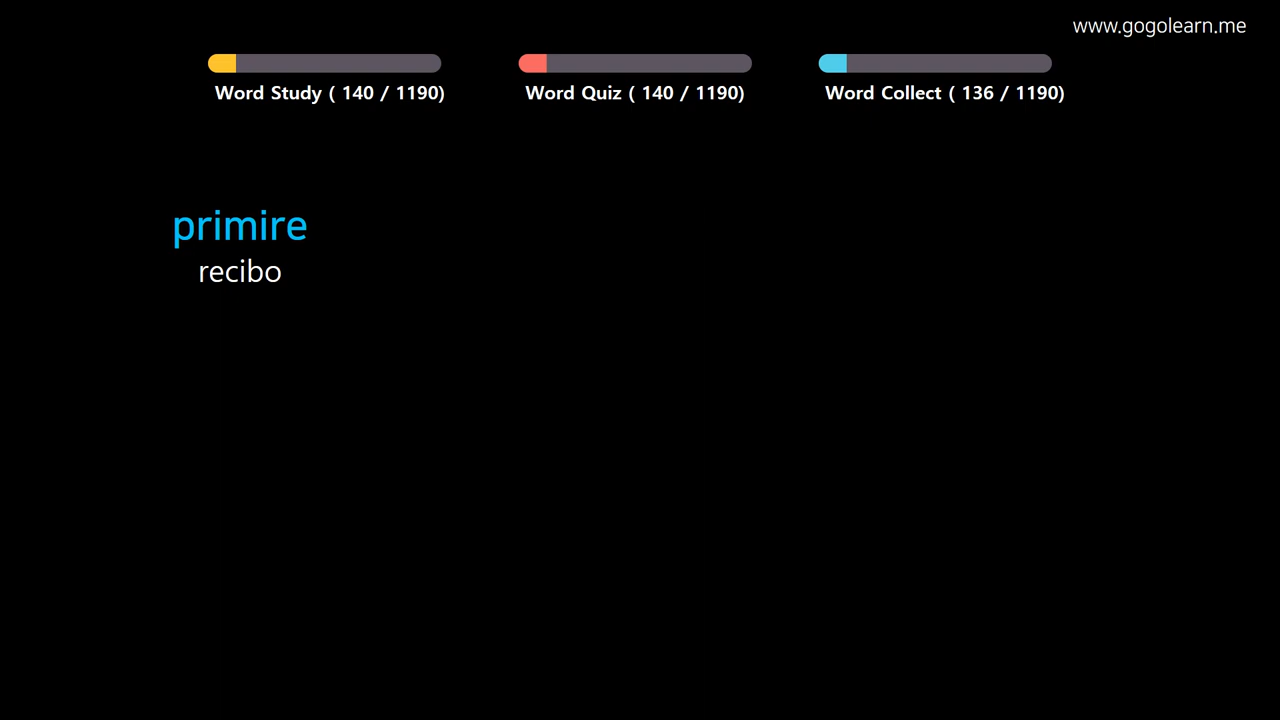 www.gogolearn.me
Word Study ( 140 / 1190)
Word Quiz ( 140 / 1190)
Word Collect ( 136 / 1190)
primire
recibo